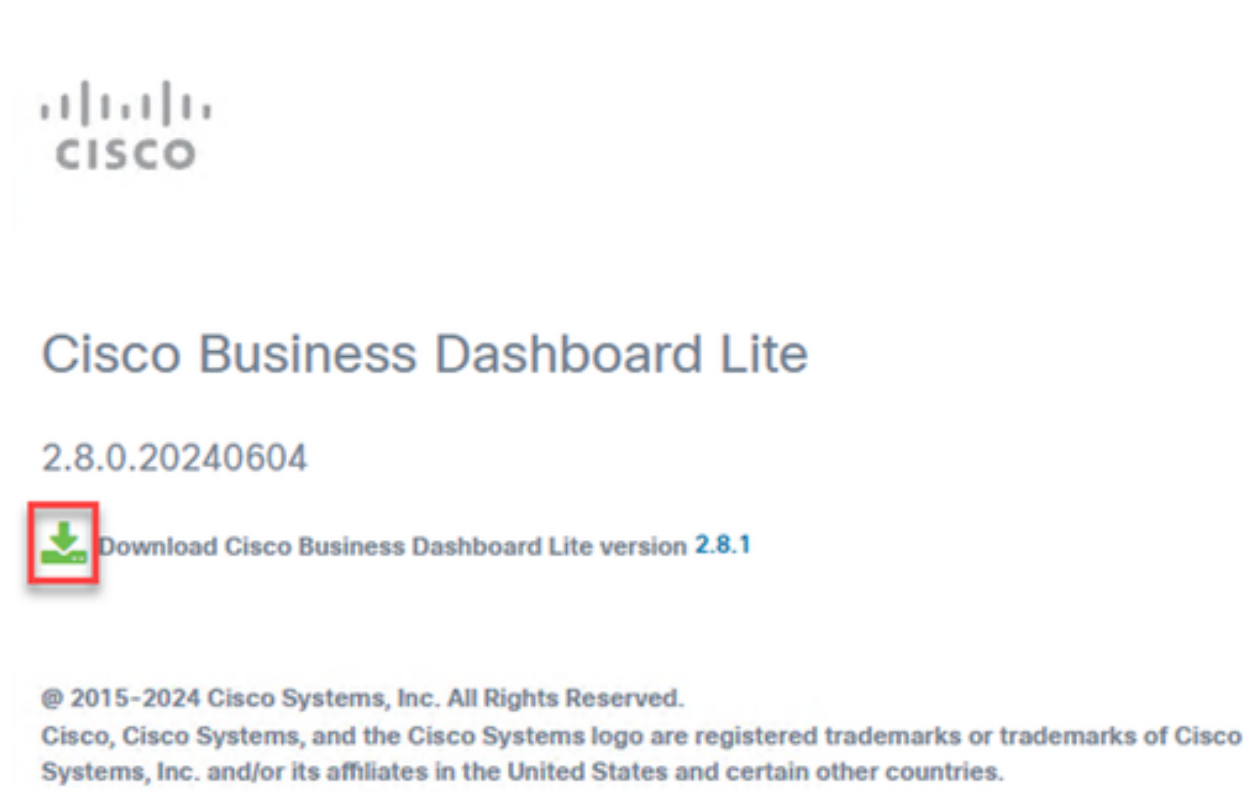 CISCO
Cisco Business Dashboard Lite
2.8.0.20240604
Download Cisco Business Dashboard Lite version 2.8.1
@ 2015-2024 Cisco Systems, Inc. All Rights Reserved.
Cisco, Cisco Systems, and the Cisco Systems logo are registered trademarks or trademarks of Cisco
Systems, Inc. and/or its affiliates in the United States and certain other countries.